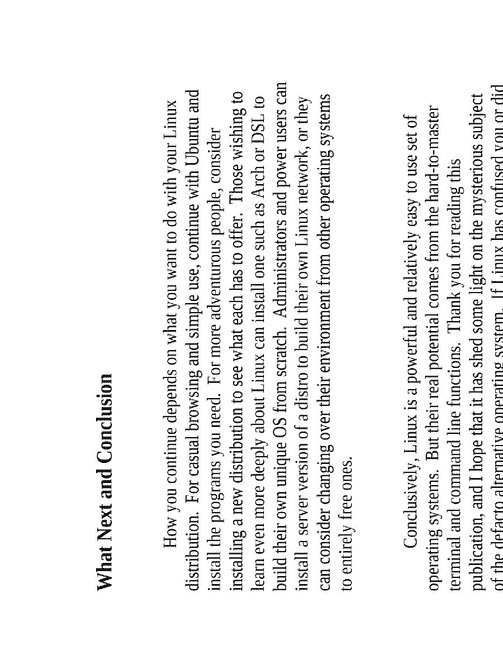 What Next and Conclusion
How you continue depends on what you want to do with your Linux
distribution.  For casual browsing and simple use, continue with Ubuntu and
install the programs you need.  For more adventurous people, consider
installing a new distribution to see what each has to offer.  Those wishing to
learn even more deeply about Linux can install one such as Arch or DSL to
build their own unique OS from scratch.  Administrators and power users can
install a server version of a distro to build their own Linux network, or they
can consider changing over their environment from other operating systems
to entirely free ones.
Conclusively, Linux is a powerful and relatively easy to use set of
operating systems.  But their real potential comes from the hard-to-master
terminal and command line functions.  Thank you for reading this
publication, and I hope that it has shed some light on the mysterious subject
of the defacto alternative operating system.  If Linux has confused you or did